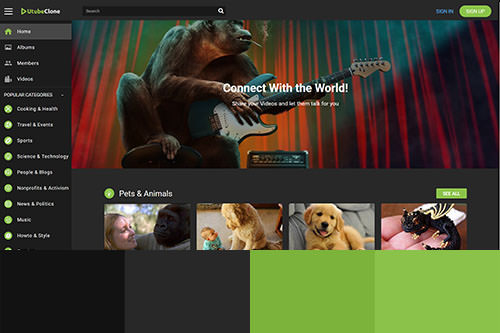 UtubeClone
Search
SIGN IN
SIGN UP
Home
Albums
Members
Videos
POPULAR CATEGORIES
Cooking & Health
Travel & Events
Sports
Science & Technology
People & Blogs
Nonprofits & Activism
News & Politics
Music
Howto & Style
Connect With the World!
Share your Videos and let them talk for you
Pets & Animals
SEE ALL